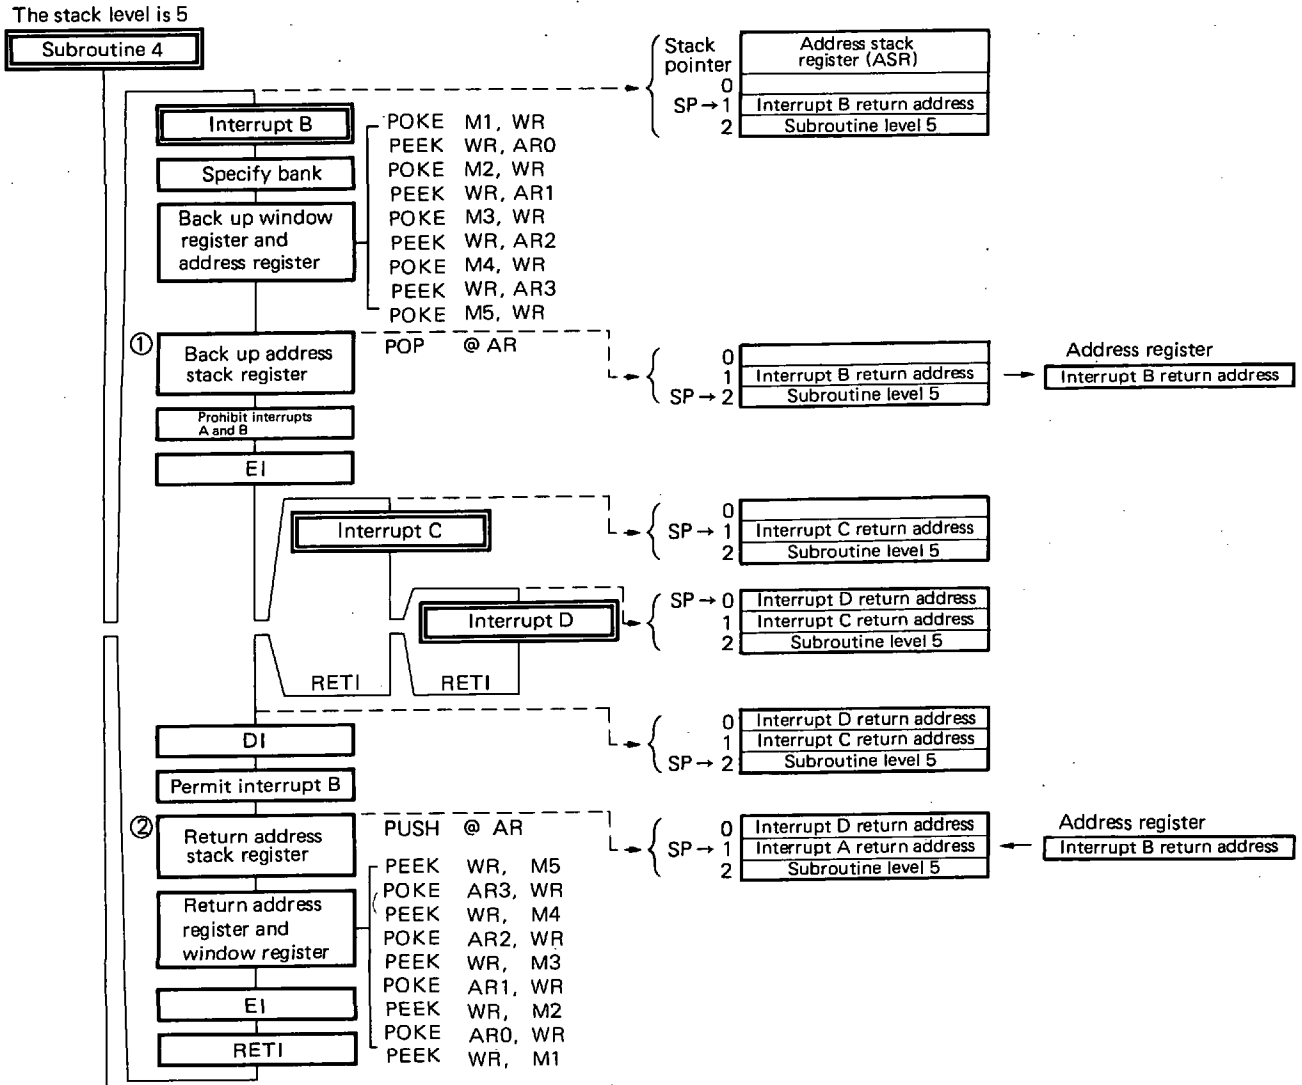 The stack level is 5
Subroutine 4
Stack pointer
Address stack register (ASR)
0
SP → 1 Interrupt B return address
2 Subroutine level 5
Interrupt B
Specify bank
Back up window register and address register
POKE M1, WR
PEEK WR, AR0
POKE M2, WR
PEEK WR, AR1
POKE M3, WR
PEEK WR, AR2
POKE M4, WR
PEEK WR, AR3
POKE M5, WR
① Back up address stack register
POP @ AR
0
1 Interrupt B return address
SP → 2 Subroutine level 5
Address register
Interrupt B return address
Prohibit interrupts A and B
EI
Interrupt C
0
SP → 1 Interrupt C return address
2 Subroutine level 5
Interrupt D
SP → 0 Interrupt D return address
1 Interrupt C return address
2 Subroutine level 5
RETI
RETI
0 Interrupt D return address
1 Interrupt C return address
SP → 2 Subroutine level 5
DI
Permit interrupt B
② Return address stack register
PUSH @ AR
0 Interrupt D return address
SP → 1 Interrupt A return address
2 Subroutine level 5
Address register
Interrupt B return address
Return address register and window register
PEEK WR, M5
POKE AR3, WR
PEEK WR, M4
POKE AR2, WR
PEEK WR, M3
POKE AR1, WR
PEEK WR, M2
POKE AR0, WR
PEEK WR, M1
EI
RETI